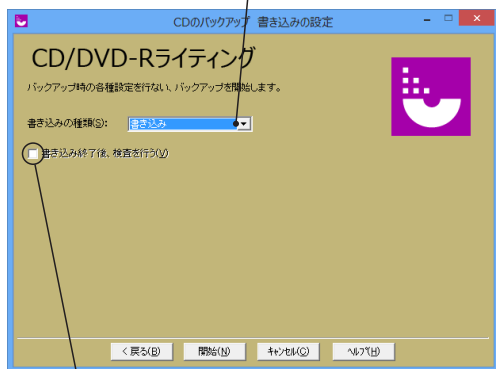 CDのバックアップ 書き込みの設定
CD/DVD-Rライティング
バックアップ時の各種設定を行ない、バックアップを開始します。
書き込みの種類(S): 書き込み
書き込み終了後、検査を行う(V)
< 戻る(B) 開始(N) キャンセル(C) ヘルプ(H)